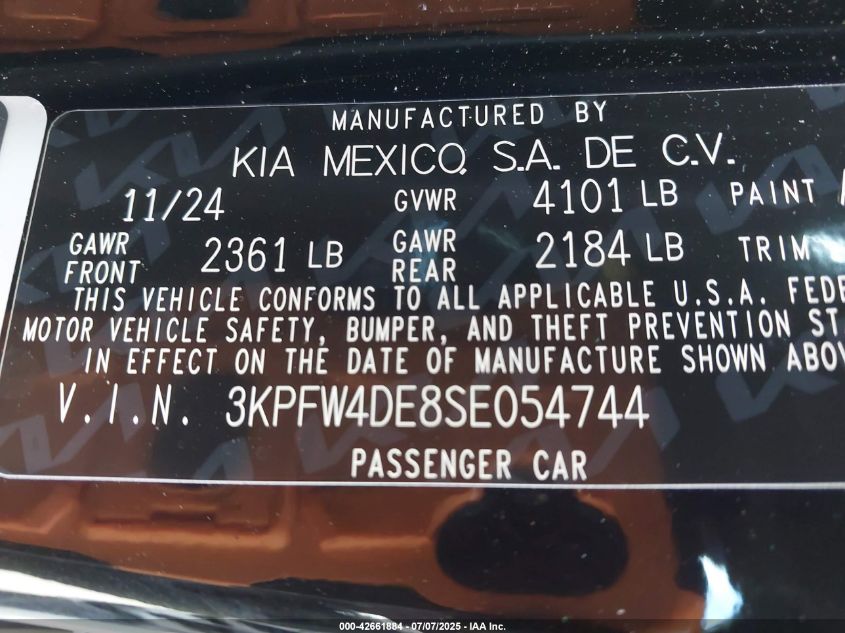 MANUFACTURED BY
KIA MEXICO, S.A. DE C.V.
11/24 GVWR 4101 LB PAINT
GAWR FRONT 2361 LB GAWR REAR 2184 LB TRIM
THIS VEHICLE CONFORMS TO ALL APPLICABLE U.S.A. FEDE
MOTOR VEHICLE SAFETY, BUMPER, AND THEFT PREVENTION ST
IN EFFECT ON THE DATE OF MANUFACTURE SHOWN ABOV
V.I.N. 3KPFW4DE8SE054744
PASSENGER CAR
000-42661884 - 07/07/2025 - IAA Inc.